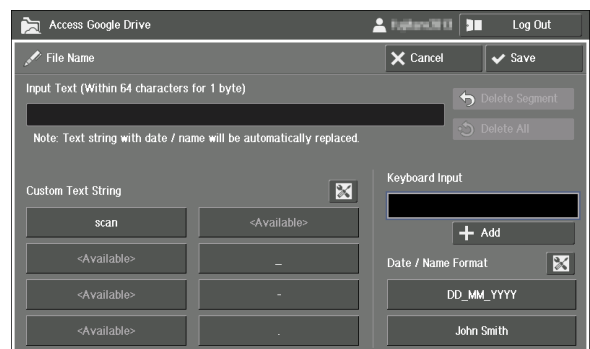 Access Google Drive
Log Out
File Name
Cancel
Save
Input Text (Within 64 characters for 1 byte)
Delete Segment
Delete All
Note: Text string with date / name will be automatically replaced.
Keyboard Input
Custom Text String
scan
<Available>
Add
<Available>
_
Date / Name Format
<Available>
-
DD_MM_YYYY
<Available>
.
John Smith